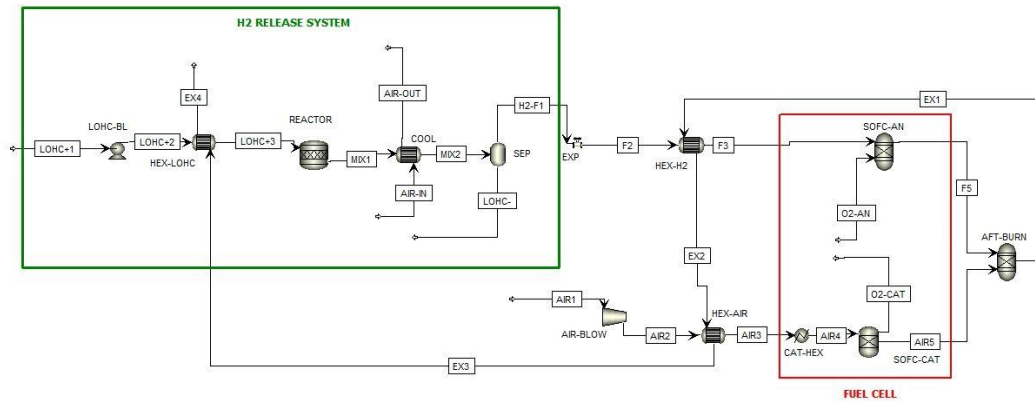 H2 RELEASE SYSTEM
AIR-OUT
H2-F1
EX4
EX1
REACTOR
SOFC-AN
LOHC-BL
COOL
LOHC+1
LOHC+2
LOHC+3
SEP
EXP
F2
F3
HEX-LOHC
MIX1
MIX2
HEX-H2
AIR-IN
LOHC-
F5
O2-AN
AFT-BURN
EX2
O2-CAT
AIR1
HEX-AIR
AIR-BLOW
AIR2
AIR3
AIR4
CAT-HEX
AIR5
SOFC-CAT
EX3
FUEL CELL